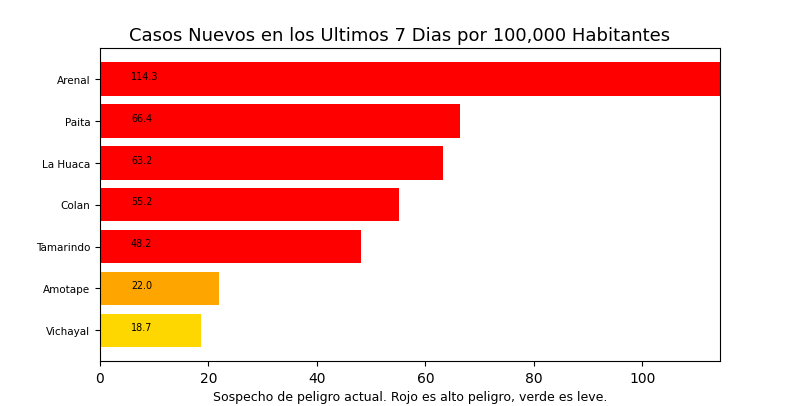 Casos Nuevos en los Ultimos 7 Dias por 100,000 Habitantes
Arenal 114.3
Paita 66.4
La Huaca 63.2
Colan 55.2
Tamarindo 48.2
Amotape 22.0
Vichayal 18.7
0 20 40 60 80 100
Sospecho de peligro actual. Rojo es alto peligro, verde es leve.